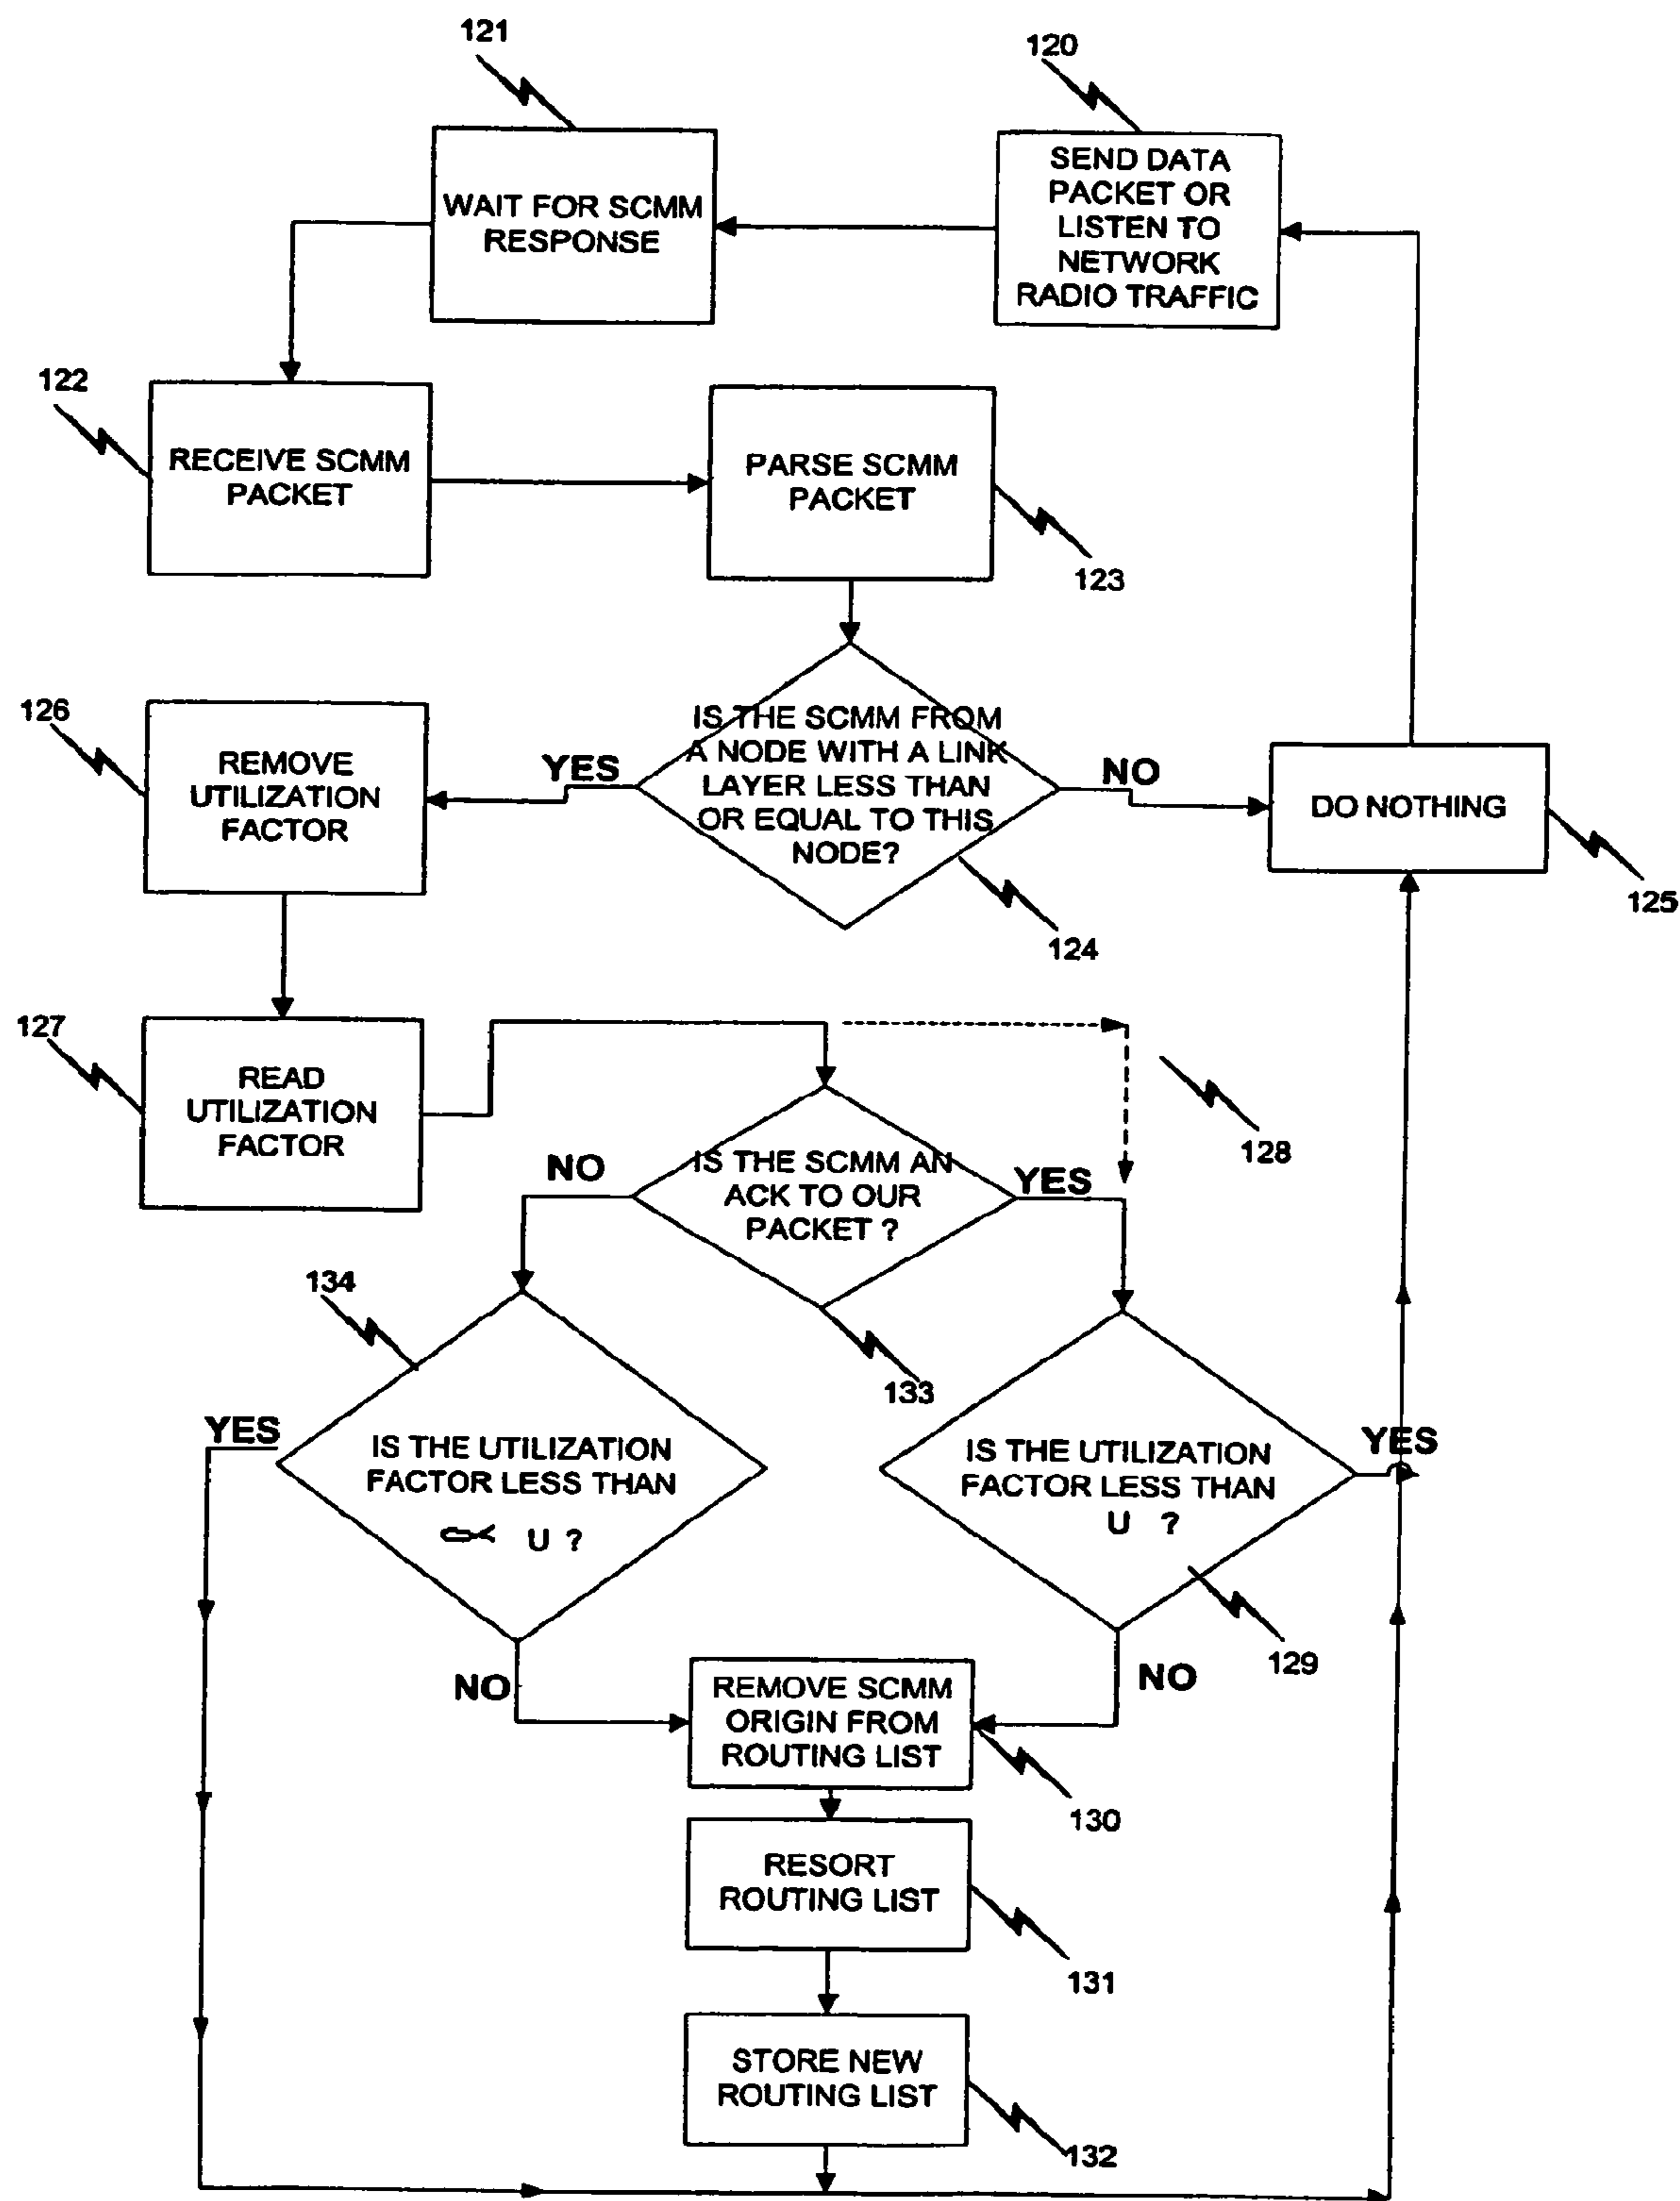 121
120
SEND DATA
PACKET OR
LISTEN TO
NETWORK
RADIO TRAFFIC
WAIT FOR SCMM
RESPONSE
122
RECEIVE SCMM
PACKET
PARSE SCMM
PACKET
123
126
REMOVE
UTILIZATION
FACTOR
YES
IS THE SCMM FROM
A NODE WITH A LINK
LAYER LESS THAN
OR EQUAL TO THIS
NODE?
NO
DO NOTHING
125
124
127
READ
UTILIZATION
FACTOR
128
NO
IS THE SCMM AN
ACK TO OUR
PACKET ?
YES
134
133
YES
IS THE UTILIZATION
FACTOR LESS THAN
∝ U ?
IS THE UTILIZATION
FACTOR LESS THAN
U ?
YES
129
NO
NO
REMOVE SCMM
ORIGIN FROM
ROUTING LIST
130
RESORT
ROUTING LIST
131
STORE NEW
ROUTING LIST
132